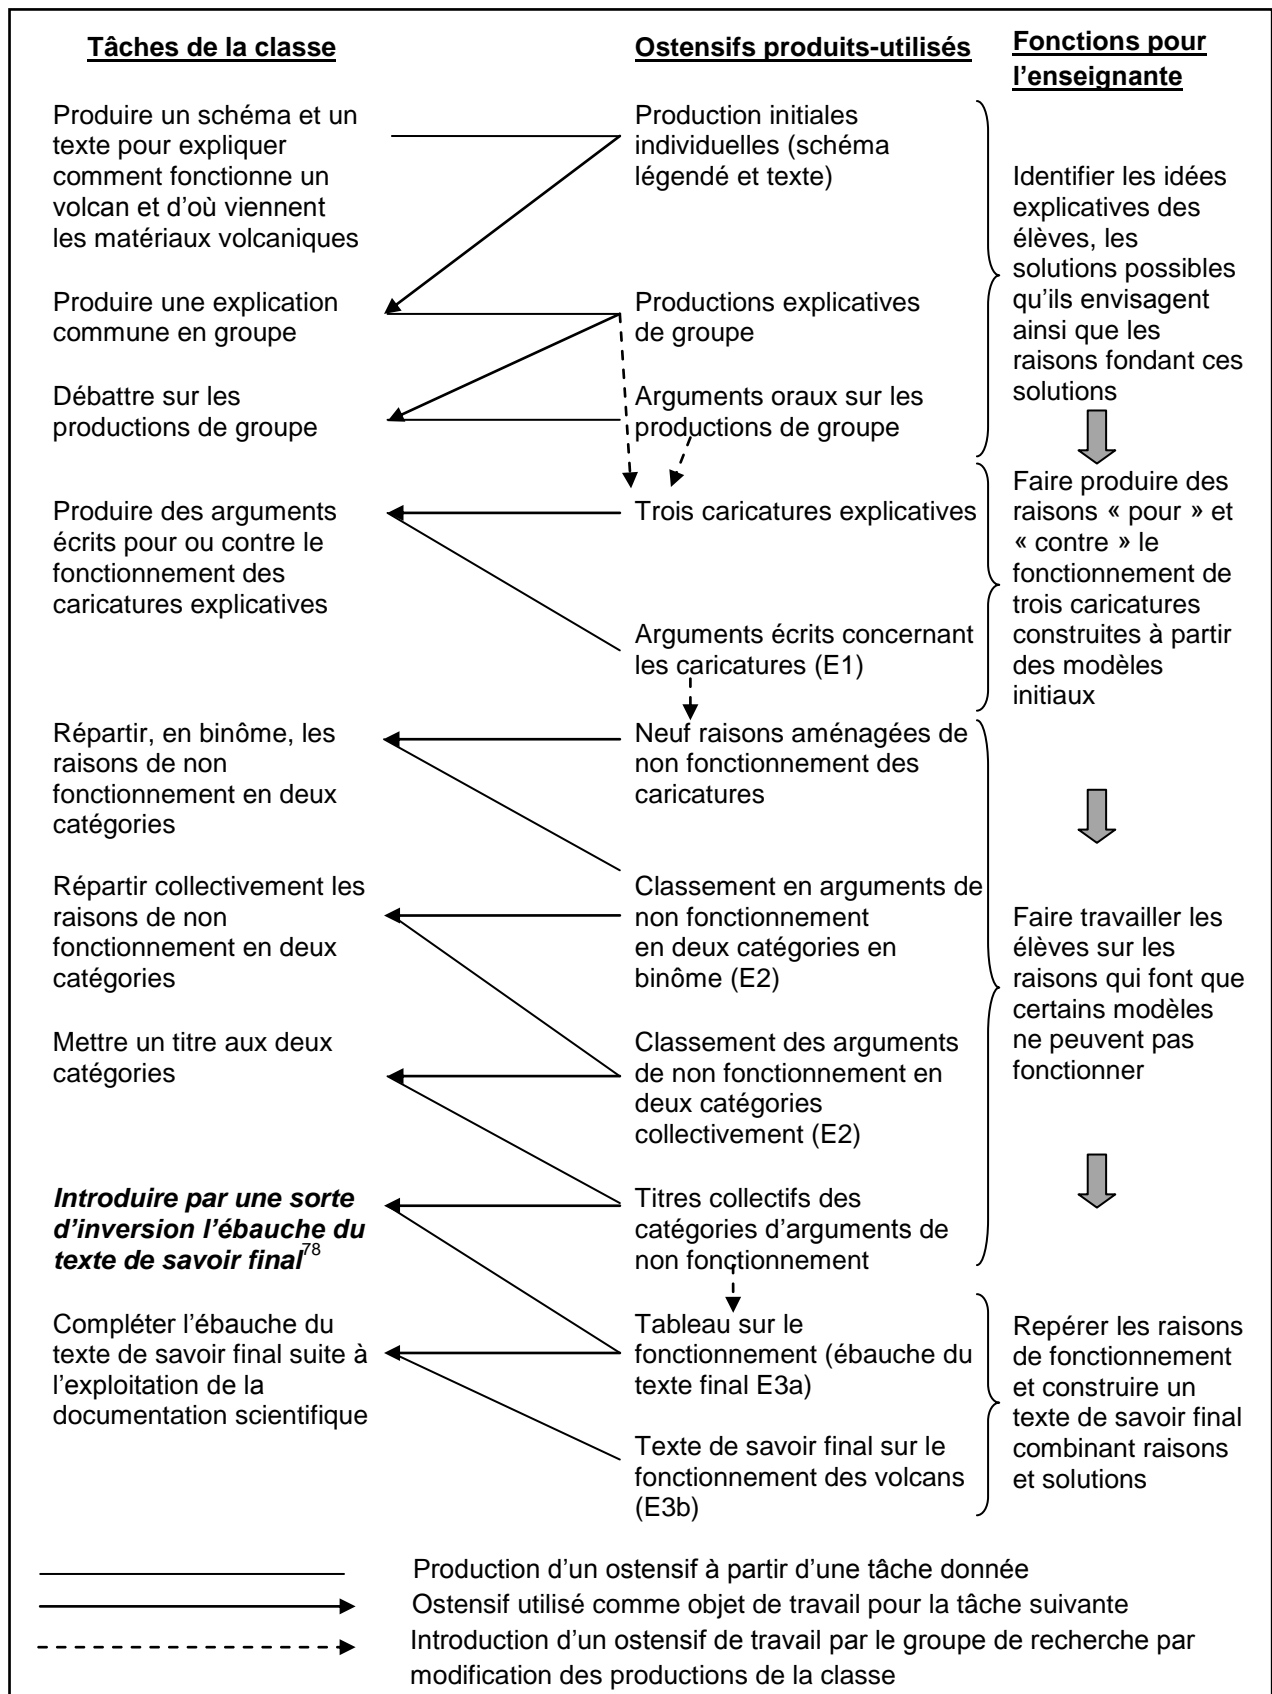 Tâches de la classe
Produire un schéma et un
texte pour expliquer
comment fonctionne un
volcan et d'où viennent
les matériaux volcaniques
Produire une explication
commune en groupe
Débattre sur les
productions de groupe
Produire des arguments
écrits pour ou contre le
fonctionnement des
caricatures explicatives
Répartir, en binôme, les
raisons de non
fonctionnement en deux
catégories
Répartir collectivement les
raisons de non
fonctionnement en deux
catégories
Mettre un titre aux deux
catégories
Introduire par une sorte
d'inversion l'ébauche du
texte de savoir final78
Compléter l'ébauche du
texte de savoir final suite à
l'exploitation de la
documentation scientifique
Ostensifs produits-utilisés
Production initiales
individuelles (schéma
légendé et texte)
Productions explicatives
de groupe
Arguments oraux sur les
productions de groupe
Trois caricatures explicatives
Arguments écrits concernant
les caricatures (E1)
Neuf raisons aménagées de
non fonctionnement des
caricatures
Classement en arguments de
non fonctionnement
en deux catégories en
binôme (E2)
Classement des arguments
de non fonctionnement en
deux catégories
collectivement (E2)
Titres collectifs des
catégories d'arguments de
non fonctionnement
Tableau sur le
fonctionnement (ébauche du
texte final E3a)
Texte de savoir final sur le
fonctionnement des volcans
(E3b)
Fonctions pour
l'enseignante
Identifier les idées
explicatives des
élèves, les
solutions possibles
qu'ils envisagent
ainsi que les
raisons fondant ces
solutions
Faire produire des
raisons « pour » et
« contre » le
fonctionnement de
trois caricatures
construites à partir
des modèles
initiaux
Faire travailler les
élèves sur les
raisons qui font que
certains modèles
ne peuvent pas
fonctionner
Repérer les raisons
de fonctionnement
et construire un
texte de savoir final
combinant raisons
et solutions
Production d'un ostensif à partir d'une tâche donnée
Ostensif utilisé comme objet de travail pour la tâche suivante
Introduction d'un ostensif de travail par le groupe de recherche par
modification des productions de la classe